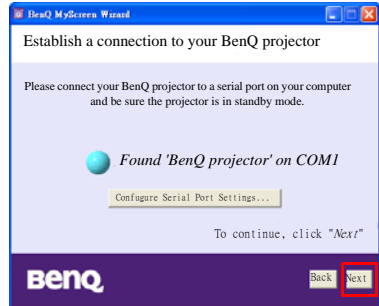 BenQ MyScreen Wizard
Establish a connection to your BenQ projector
Please connect your BenQ projector to a serial port on your computer
and be sure the projector is in standby mode.
Found 'BenQ projector' on COM1
Confugure Serial Port Settings...
To continue, click "Next"
BenQ
Back Next